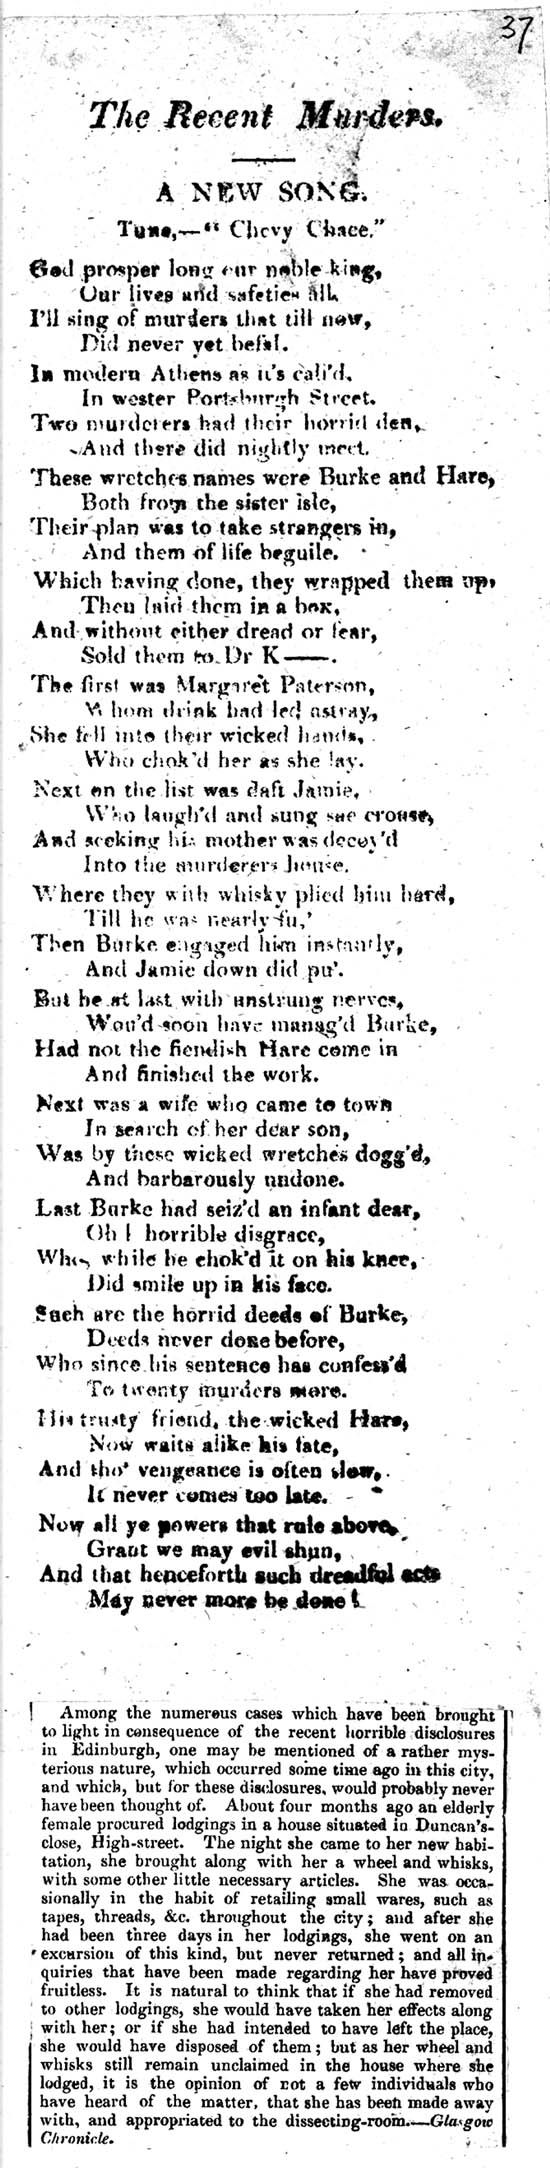 37
The Recent Murders.
A NEW SONG.
Tune,—“ Chevy Chace.”
God prosper long our noble king,
Our lives and safeties all,
I'll sing of murders that till now,
Did never yet befal.
In modern Athens as it's call'd,
In wester Portsburgh Street.
Two murderers had their horrid den,
And there did nightly meet.
These wretches names were Burke and Hare,
Both from the sister isle,
Their plan was to take strangers in,
And them of life beguile.
Which having done, they wrapped them up,
Then laid them in a box,
And without either dread or fear,
Sold them to Dr K——.
The first was Margaret Paterson,
Whom drink had led astray,
She fell into their wicked hands,
Who chok'd her as she lay.
Next on the list was daft Jamie,
Who laugh'd and sung sae crouse,
And seeking his mother was decoy'd
Into the murderers house.
Where they with whisky plied him hard,
Till he was nearly fu,'
Then Burke engaged him instantly,
And Jamie down did pu'.
But he at last with unstrung nerves,
Wou'd soon have manag'd Burke,
Had not the fiendish Hare come in
And finished the work.
Next was a wife who came to town
In search of her dear son,
Was by these wicked wretches dogg'd,
And barbarously undone.
Last Burke had seiz'd an infant dear,
Oh ! horrible disgrace,
Who, while he chok'd it on his knee,
Did smile up in his face.
Such are the horrid deeds of Burke,
Deeds never done before,
Who since his sentence has confess'd
To twenty murders more.
His trusty friend, the wicked Hare,
Now waits alike his fate,
And tho' vengeance is often slow,
It never comes too late.
Now all ye powers that rule above,
Grant we may evil shun,
And that henceforth such dreadful acts
May never more be done !
Among the numerous cases which have been brought
to light in consequence of the recent horrible disclosures
in Edinburgh, one may be mentioned of a rather mys-
terious nature, which occurred some time ago in this city,
and which, but for these disclosures, would probably never
have been thought of. About four months ago an elderly
female procured lodgings in a house situated in Duncan's-
close, High-street. The night she came to her new habi-
tation, she brought along with her a wheel and whisks,
with some other little necessary articles. She was occa-
sionally in the habit of retailing small wares, such as
tapes, threads, &c. throughout the city ; and after she
had been three days in her lodgings, she went on an
excursion of this kind, but never returned ; and all in-
quiries that have been made regarding her have proved
fruitless. It is natural to think that if she had removed
to other lodgings, she would have taken her effects along
with her ; or if she had intended to have left the place,
she would have disposed of them ; but as her wheel and
whisks still remain unclaimed in the house where she
lodged, it is the opinion of not a few individuals who
have heard of the matter, that she has been made away
with, and appropriated to the dissecting-room.—Glasgow
Chronicle.